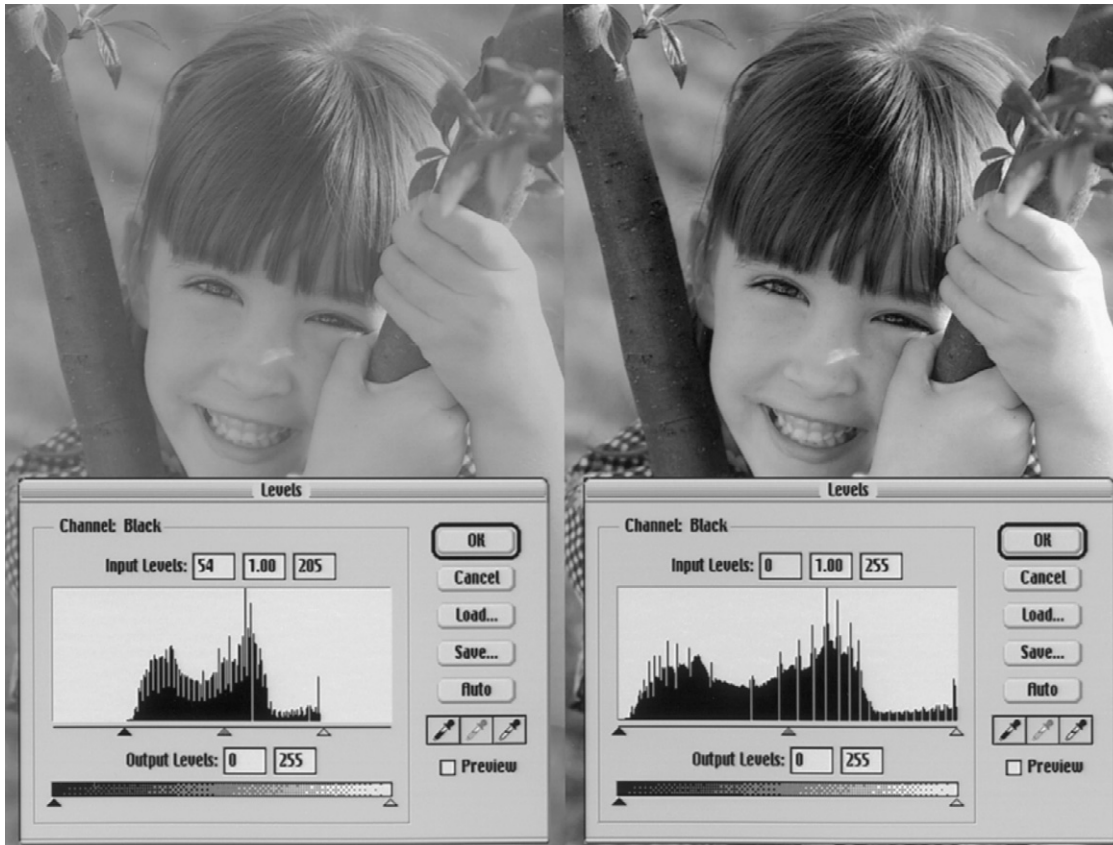 Levels
Channel: Black
Input Levels: 54 1.00 205
OK
Cancel
Load...
Save...
Auto
Output Levels: 0 255
Preview
Levels
Channel: Black
Input Levels: 0 1.00 255
OK
Cancel
Load...
Save...
Auto
Output Levels: 0 255
Preview